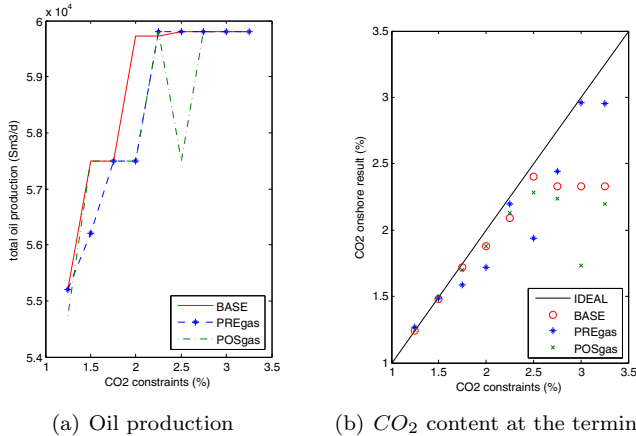 x 10⁴
6
5.9
5.8
5.7
5.6
5.5
5.4
total oil production (Sm3/d)
1 1.5 2 2.5 3 3.5
CO2 constraints (%)
BASE
PREgas
POSgas
(a) Oil production
3.5
3
2.5
2
1.5
1
CO2 onshore result (%)
1 1.5 2 2.5 3 3.5
CO2 constraints (%)
IDEAL
BASE
PREgas
POSgas
(b) CO₂ content at the termin